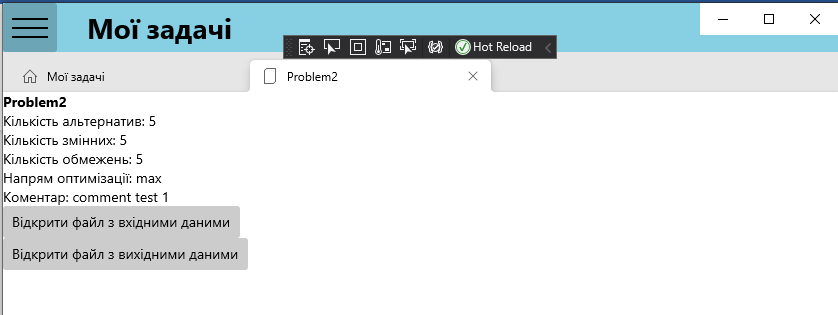 Мої задачі
Hot Reload
Мої задачі
Problem2
Problem2
Кількість альтернатив: 5
Кількість змінних: 5
Кількість обмежень: 5
Напрям оптимізації: max
Коментар: comment test 1
Відкрити файл з вхідними даними
Відкрити файл з вихідними даними